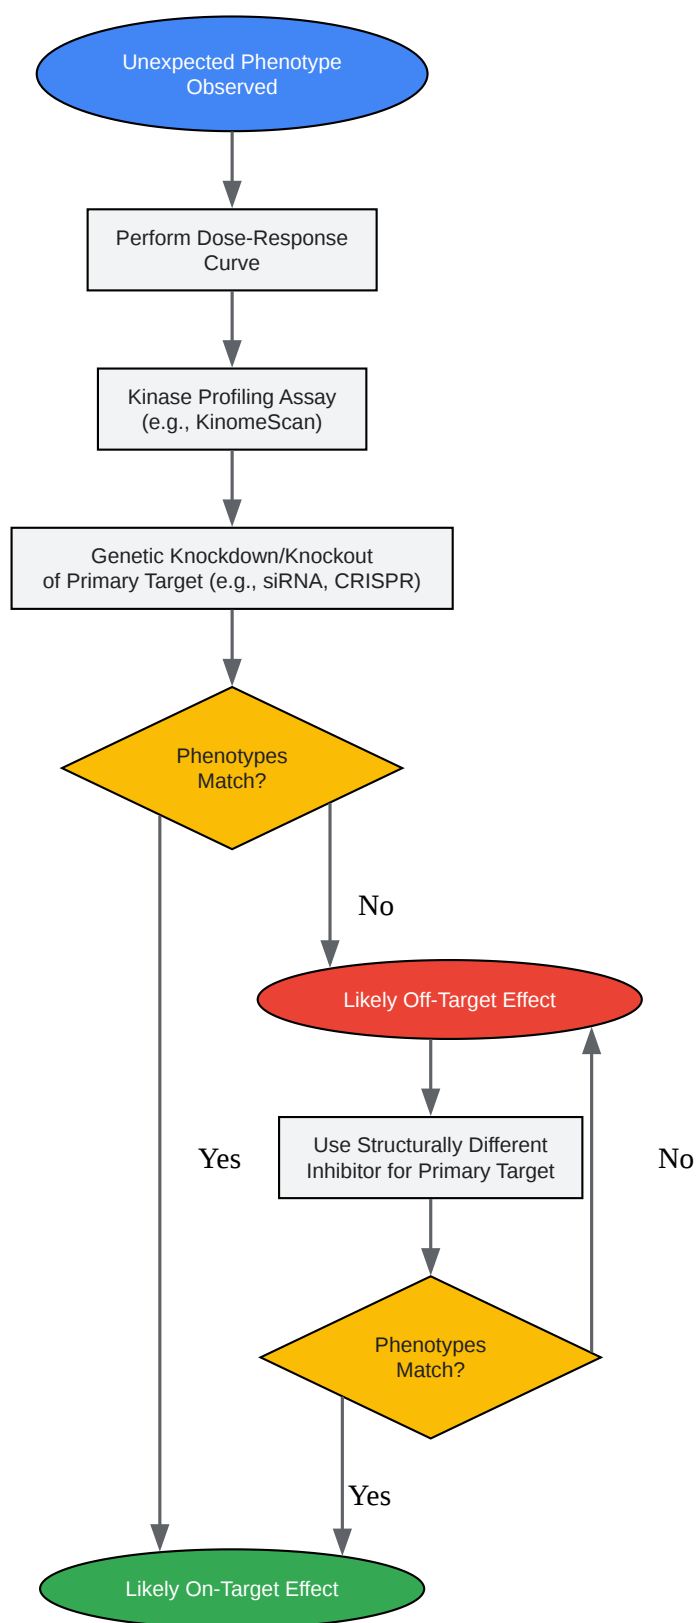 Unexpected Phenotype
Observed
Perform Dose-Response
Curve
Kinase Profiling Assay
(e.g., KinomeScan)
Genetic Knockdown/Knockout
of Primary Target (e.g., siRNA, CRISPR)
Phenotypes
Match?
No
Likely Off-Target Effect
Use Structurally Different
Inhibitor for Primary Target
Yes
No
Phenotypes
Match?
Yes
Likely On-Target Effect